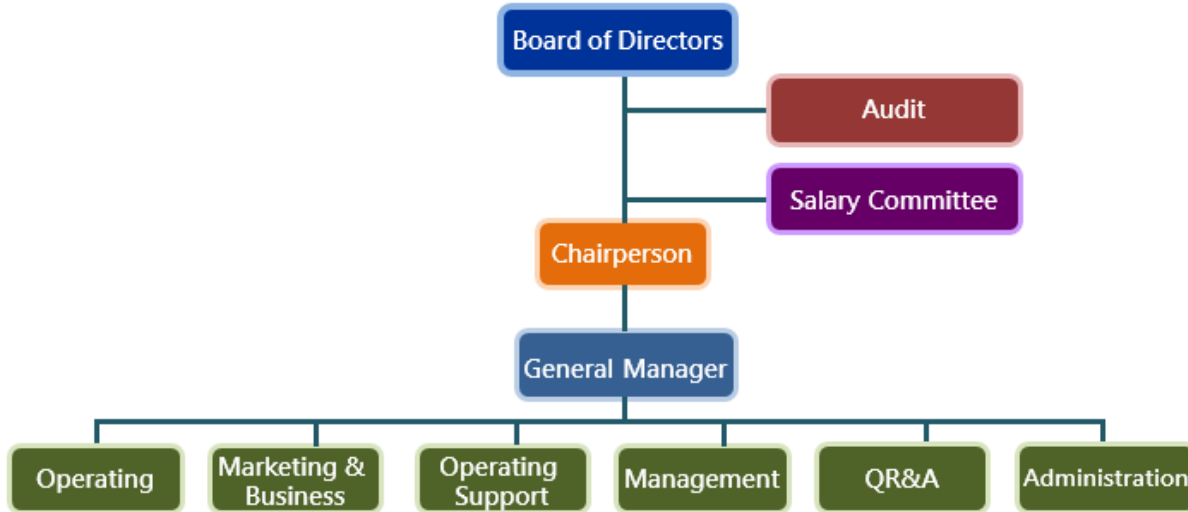 Board of Directors
Audit
Salary Committee
Chairperson
General Manager
Operating
Marketing &
Business
Operating
Support
Management
QR&A
Administration